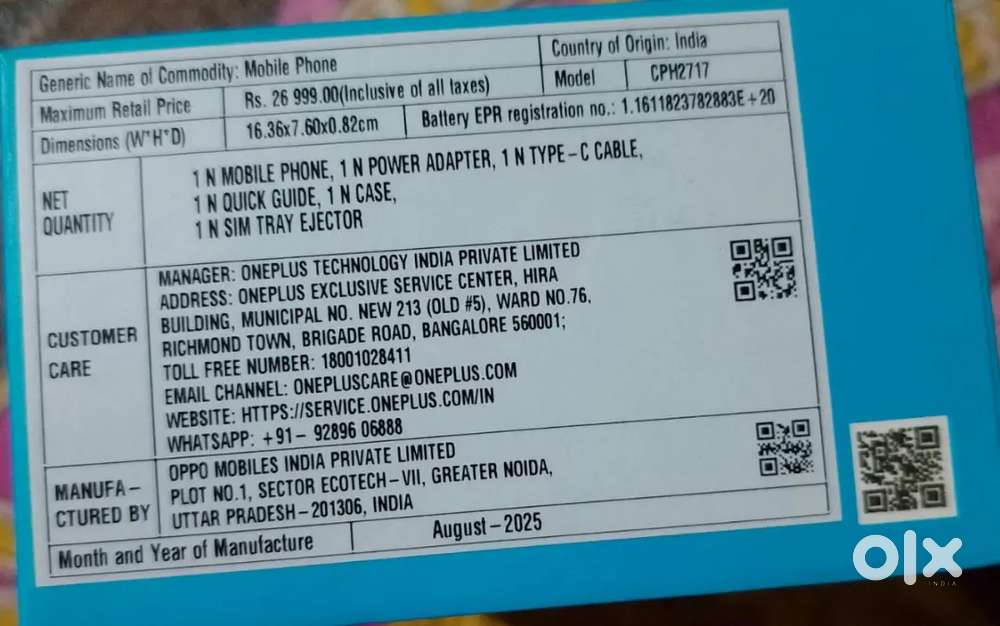 Generic Name of Commodity: Mobile Phone
Country of Origin: India
Maximum Retail Price
Rs. 26 999.00(Inclusive of all taxes)
Model
CPH2717
Dimensions (W*H*D)
16.36x7.60x0.82cm
Battery EPR registration no.: 1.1611823782883E+20
NET
QUANTITY
1 N MOBILE PHONE, 1 N POWER ADAPTER, 1 N TYPE-C CABLE,
1 N QUICK GUIDE, 1 N CASE,
1 N SIM TRAY EJECTOR
CUSTOMER
CARE
MANAGER: ONEPLUS TECHNOLOGY INDIA PRIVATE LIMITED
ADDRESS: ONEPLUS EXCLUSIVE SERVICE CENTER, HIRA
BUILDING, MUNICIPAL NO. NEW 213 (OLD #5), WARD NO.76,
RICHMOND TOWN, BRIGADE ROAD, BANGALORE 560001;
TOLL FREE NUMBER: 18001028411
EMAIL CHANNEL: ONEPLUSCARE@ONEPLUS.COM
WEBSITE: HTTPS://SERVICE.ONEPLUS.COM/IN
WHATSAPP: +91- 92896 06888
MANUFA-
CTURED BY
OPPO MOBILES INDIA PRIVATE LIMITED
PLOT NO.1, SECTOR ECOTECH-VII, GREATER NOIDA,
UTTAR PRADESH-201306, INDIA
Month and Year of Manufacture
August-2025
olx
INDIA